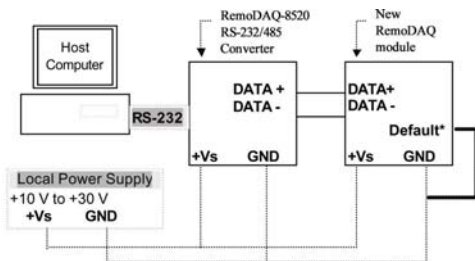 RemoDAQ-8520
RS-232/485
Converter
New
RemoDAQ
module
Host
Computer
RS-232
DATA +
DATA -
+Vs GND
DATA+
DATA -
Default*
+Vs GND
Local Power Supply
+10 V to +30 V
+Vs GND